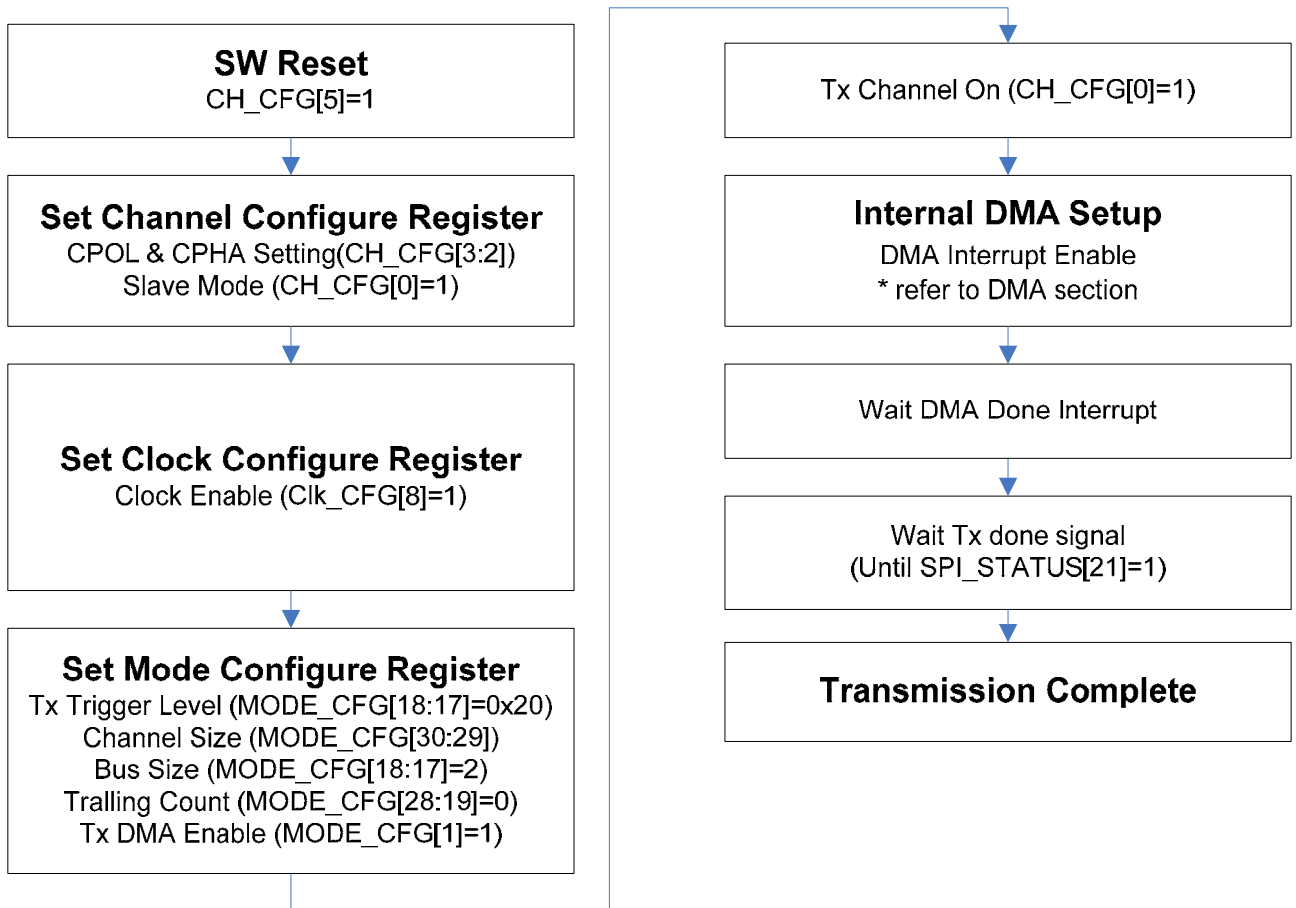 SW Reset
CH_CFG[5]=1
Set Channel Configure Register
CPOL & CPHA Setting(CH_CFG[3:2])
Slave Mode (CH_CFG[0]=1)
Set Clock Configure Register
Clock Enable (Clk_CFG[8]=1)
Set Mode Configure Register
Tx Trigger Level (MODE_CFG[18:17]=0x20)
Channel Size (MODE_CFG[30:29])
Bus Size (MODE_CFG[18:17]=2)
Tralling Count (MODE_CFG[28:19]=0)
Tx DMA Enable (MODE_CFG[1]=1)
Tx Channel On (CH_CFG[0]=1)
Internal DMA Setup
DMA Interrupt Enable
* refer to DMA section
Wait DMA Done Interrupt
Wait Tx done signal
(Until SPI_STATUS[21]=1)
Transmission Complete